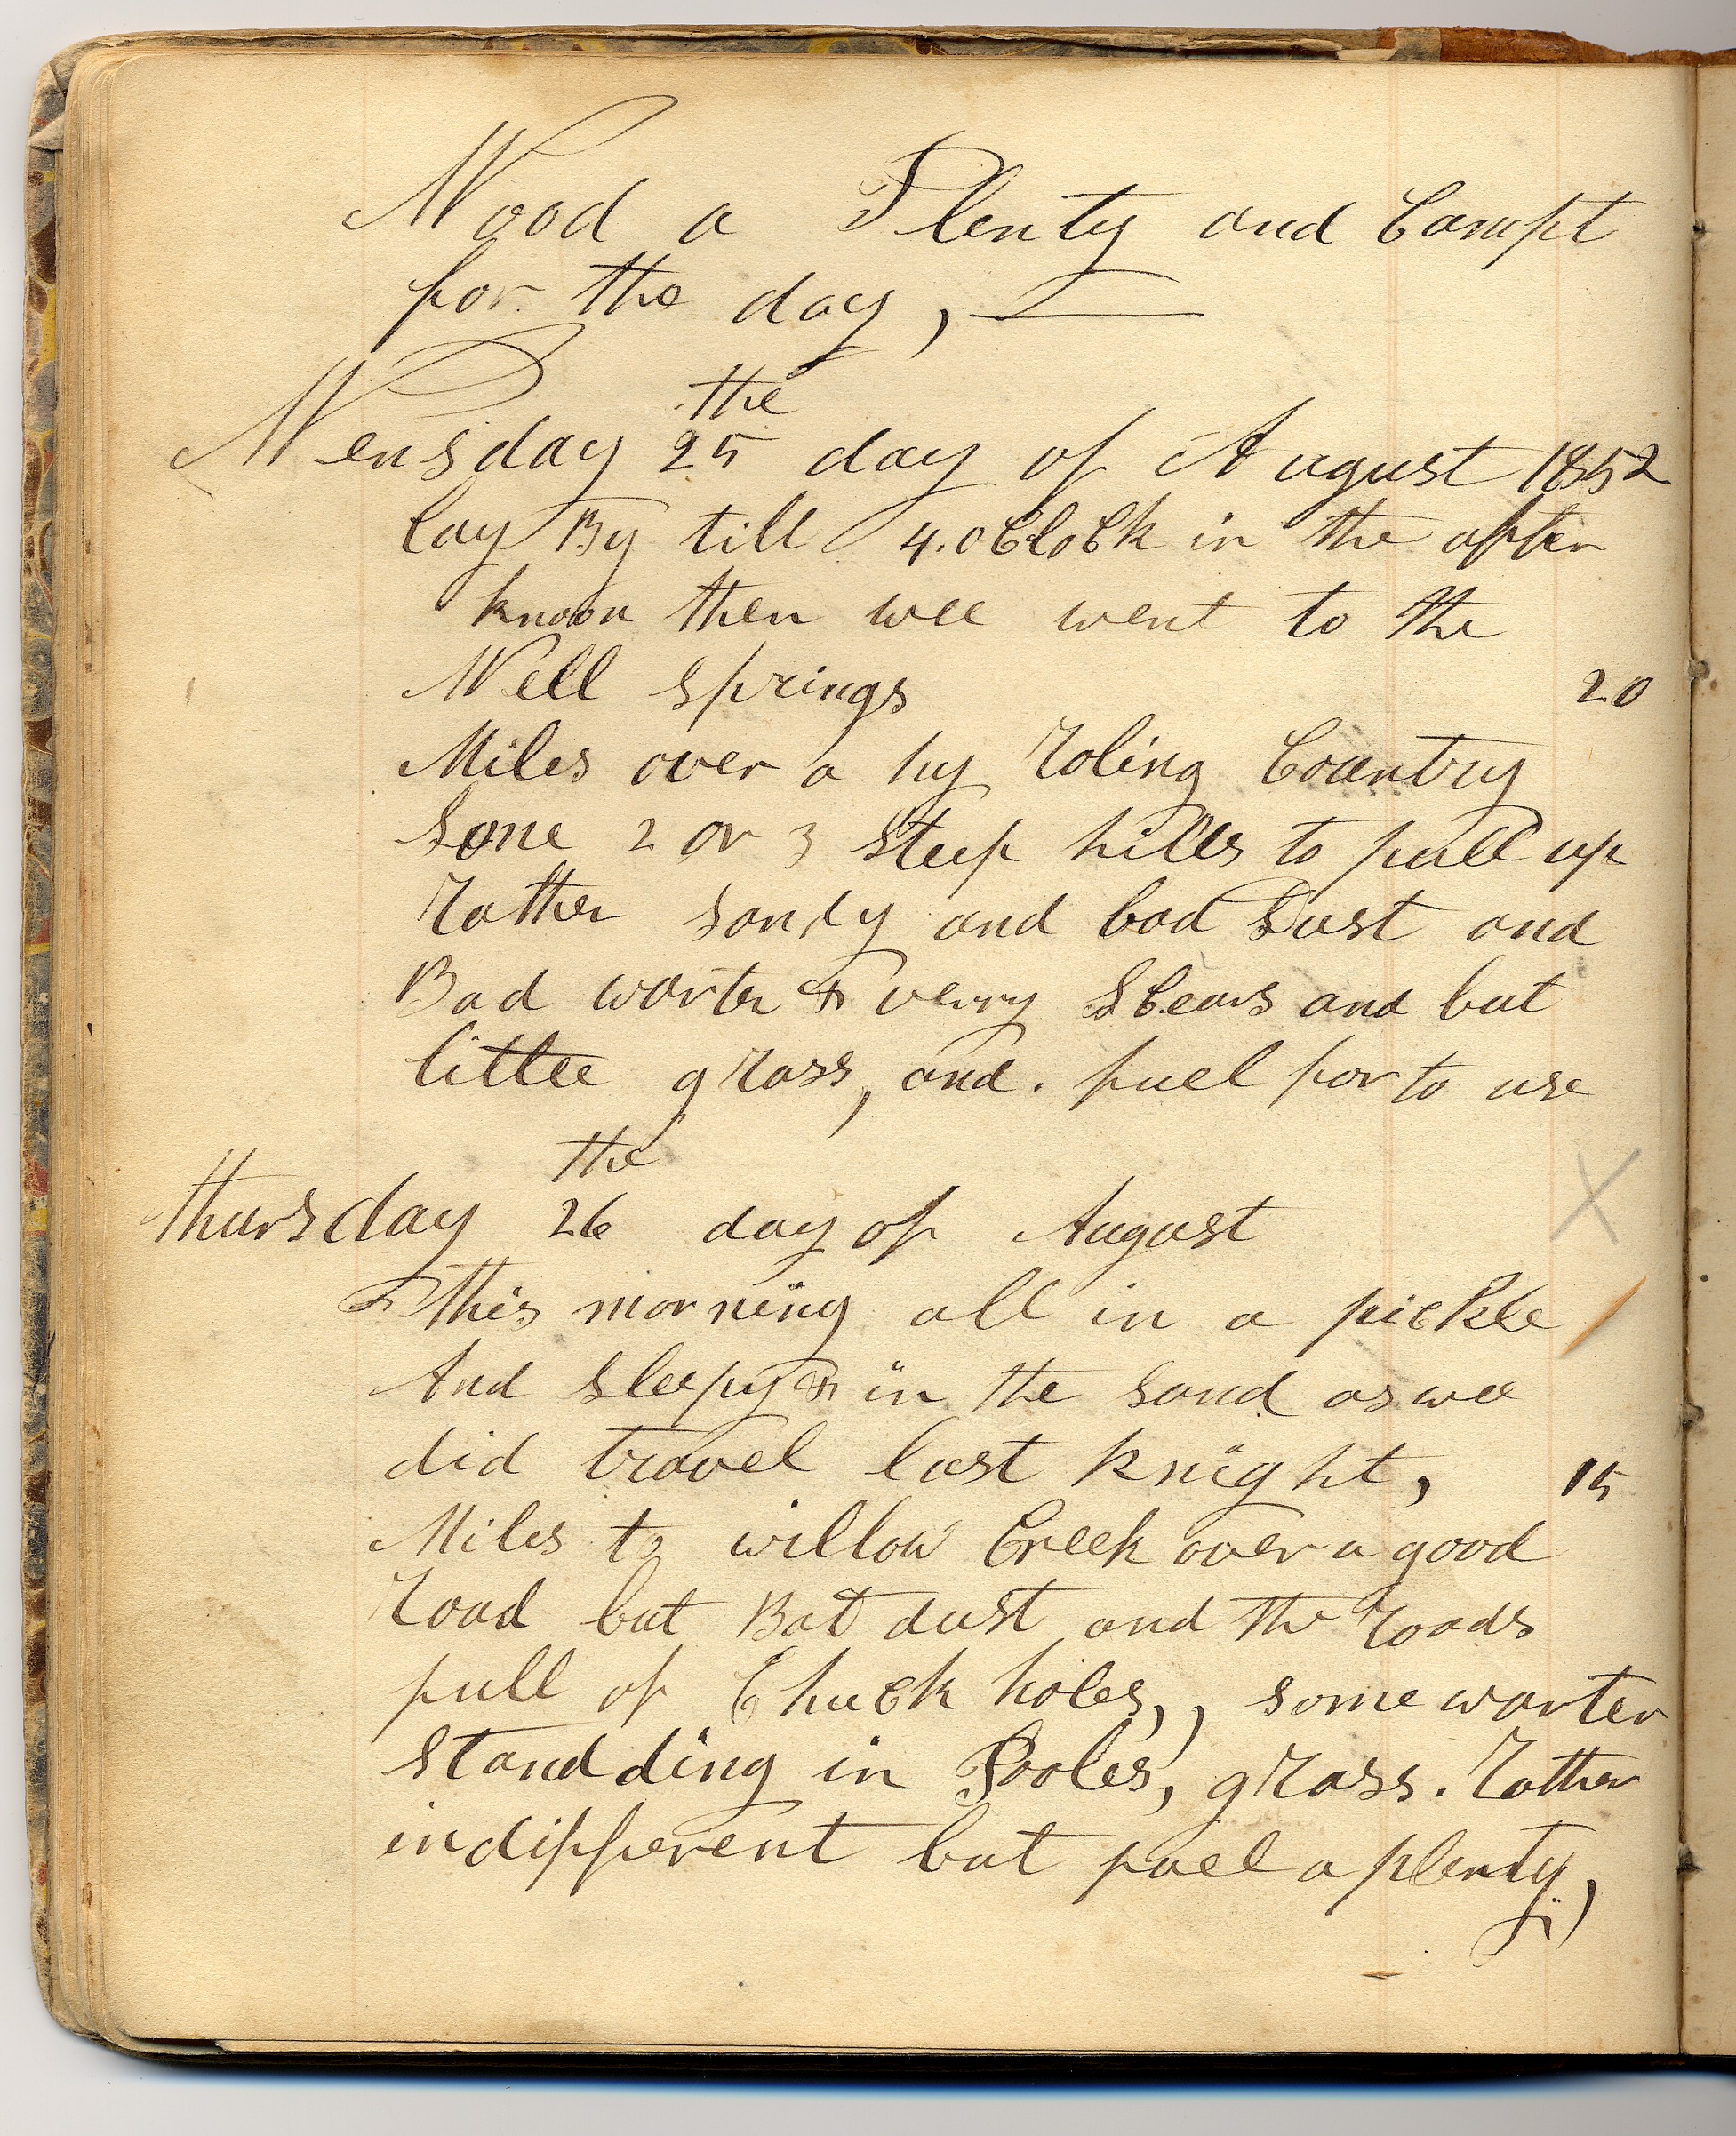 Wood a Plenty and Campt
for the day,
the
Wensday 25 day of August 1852
lay By till 4.oCloCk in the after
knoon then wee went to the
Well springs 20
Miles over a hy Roling Country
Some 2 or 3 Steep hills to pull up
Rather sandy and bad Dust and
Bad warter & verry SCears and but
little grass, and. fuel for to use
the
thursday 26 day of August
this morning all in a piCkle
And Sleepy & in the Sand as wee
did travel last knight, 15
Miles to willow Creek over a good
Road but Bat dust and the Roads
full of ChuCk holes,, some warter
Standding in Pooles, grass. Rather
indifferent but fuel a plenty,